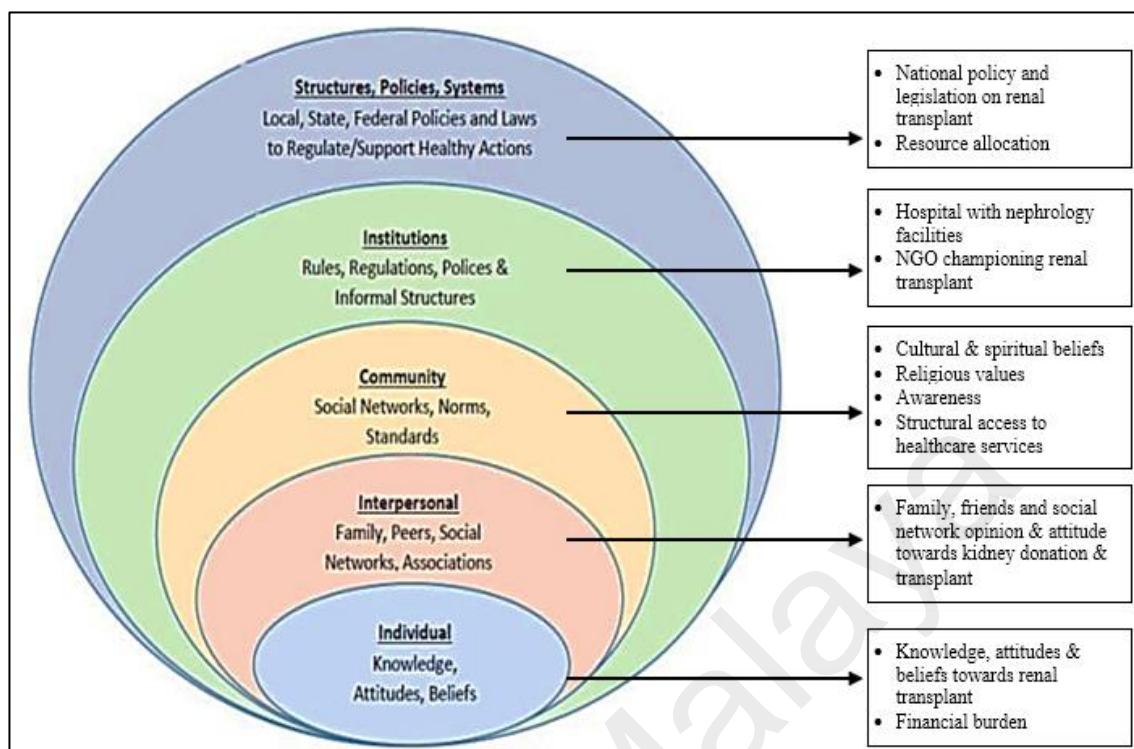 Structures, Policies, Systems
Local, State, Federal Policies and Laws
to Regulate/Support Healthy Actions
• National policy and
legislation on renal
transplant
• Resource allocation
Institutions
Rules, Regulations, Polices &
Informal Structures
• Hospital with nephrology
facilities
• NGO championing renal
transplant
Community
Social Networks, Norms,
Standards
• Cultural & spiritual beliefs
• Religious values
• Awareness
• Structural access to
healthcare services
Interpersonal
Family, Peers, Social
Networks, Associations
• Family, friends and social
network opinion & attitude
towards kidney donation &
transplant
Individual
Knowledge,
Attitudes, Beliefs
• Knowledge, attitudes &
beliefs towards renal
transplant
• Financial burden
Malaya